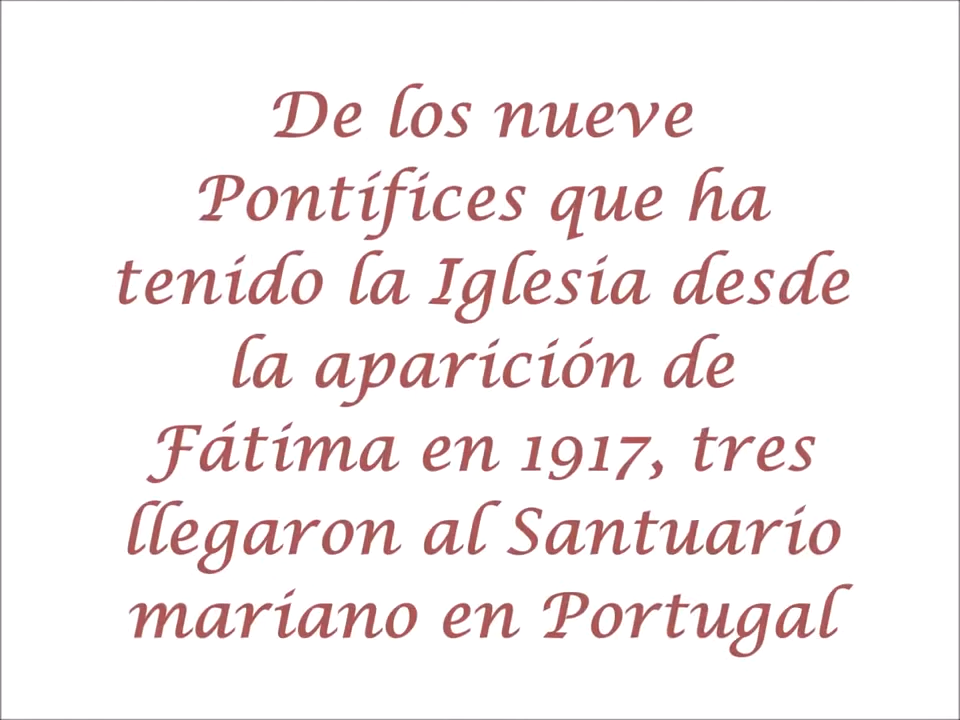 De los nueve
Pontífices que ha
tenido la Iglesia desde
la aparición de
Fátima en 1917, tres
llegaron al Santuario
mariano en Portugal